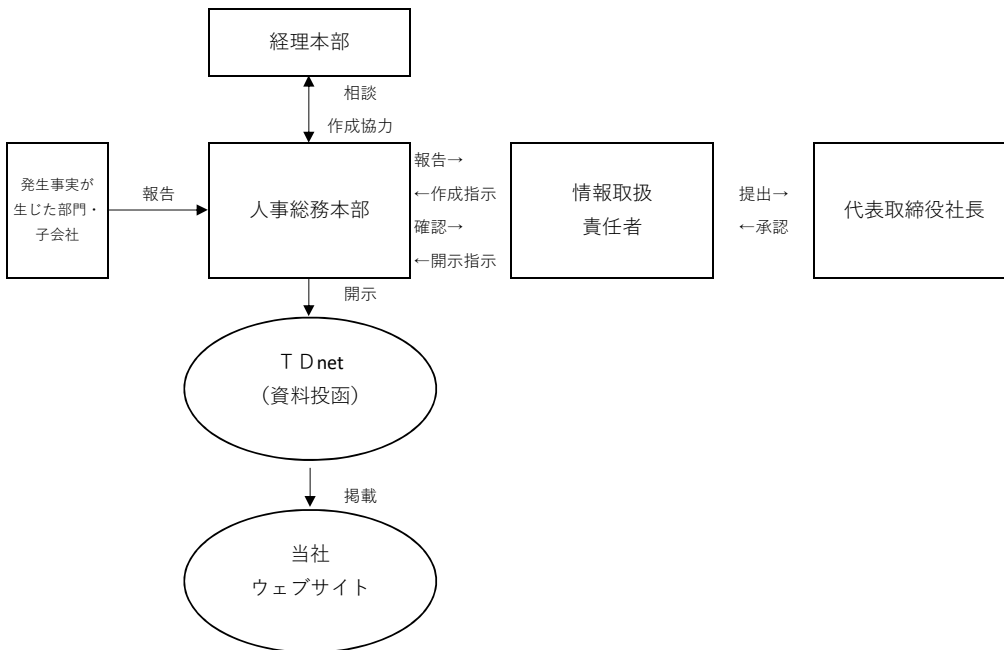 経理本部
相談
作成協力
発生事実が
生じた部門・
子会社
報告
人事総務本部
報告→
←作成指示
確認→
←開示指示
情報取扱
責任者
提出→
←承認
代表取締役社長
開示
ＴＤnet
（資料投函）
掲載
当社
ウェブサイト